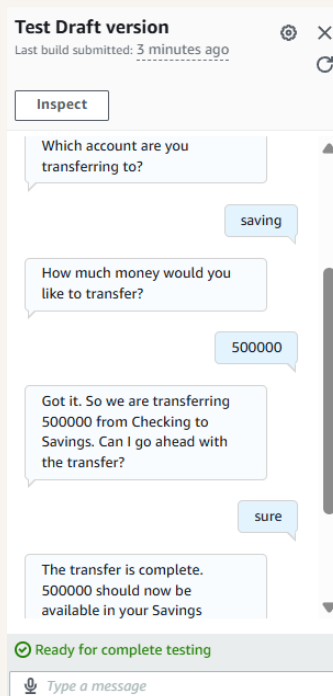 Test Draft version
Last build submitted: 3 minutes ago
Inspect
Which account are you
transferring to?
saving
How much money would you
like to transfer?
500000
Got it. So we are transferring
500000 from Checking to
Savings. Can I go ahead with
the transfer?
sure
The transfer is complete.
500000 should now be
available in your Savings
Ready for complete testing
Type a message